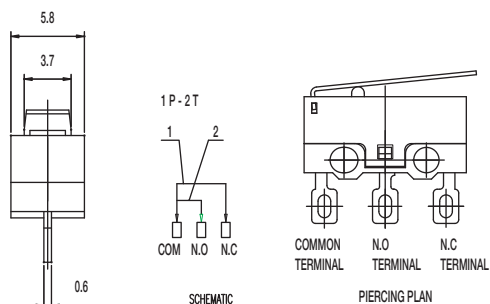 5.8
3.7
1P-2T
1 2
COM N.O N.C
0.6
SCHEMATIC
COMMON TERMINAL
N.O TERMINAL
N.C TERMINAL
PIERCING PLAN